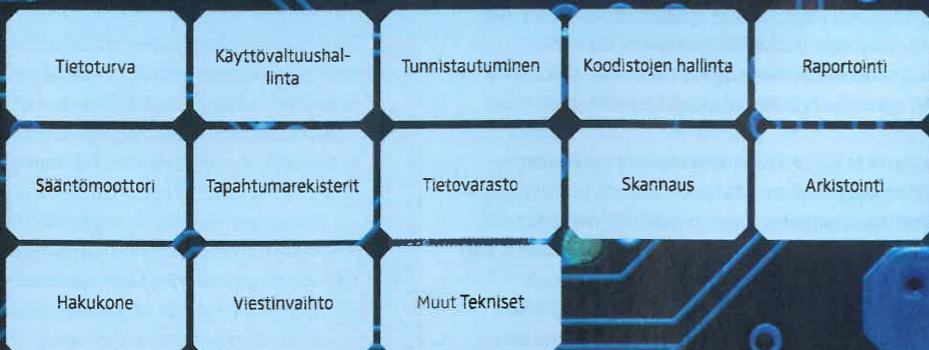 Tietoturva
Käyttövaltuushal-
linta
Tunnistautuminen
Koodistojen hallinta
Raportointi
Sääntömoottori
Tapahtumarekisterit
Tietovarasto
Skannaus
Arkistointi
Hakukone
Viestinvaihto
Muut Tekniset